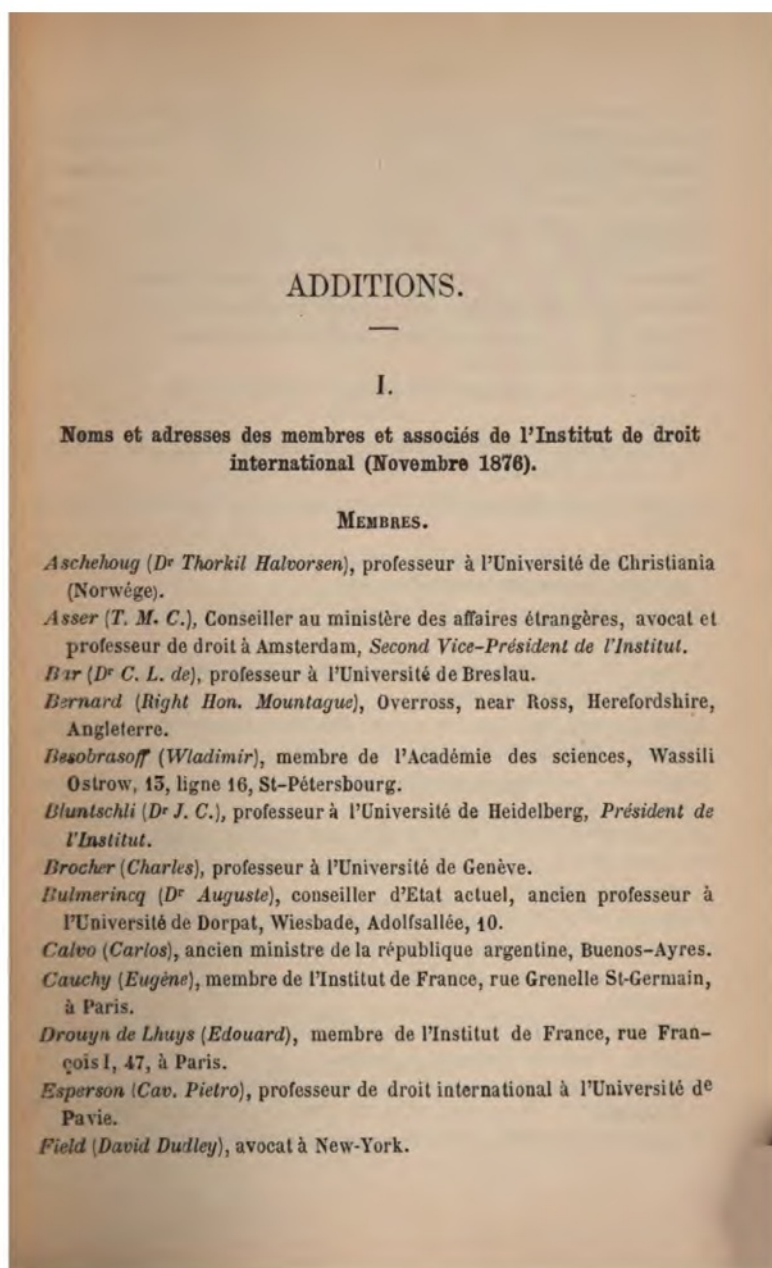 ADDITIONS.
I.
Noms et adresses des membres et associés de l'Institut de droit
international (Novembre 1876).
MEMBRES.
Aschehoug (Dr Thorkil Halvorsen), professeur à l'Université de Christiania
(Norwége).
Asser (T. M. C.), Conseiller au ministère des affaires étrangères, avocat et
professeur de droit à Amsterdam, Second Vice-Président de l'Institut.
Bar (Dr C. L. de), professeur à l'Université de Breslau.
Bernard (Right Hon. Mountague), Overross, near Ross, Herefordshire,
Angleterre.
Besobrasoff (Wladimir), membre de l'Académie des sciences, Wassili
Ostrow, 13, ligne 16, St-Pétersbourg.
Bluntschli (Dr J. C.), professeur à l'Université de Heidelberg, Président de
l'Institut.
Brocher (Charles), professeur à l'Université de Genève.
Bulmerincq (Dr Auguste), conseiller d'Etat actuel, ancien professeur à
l'Université de Dorpat, Wiesbade, Adolfsallée, 10.
Calvo (Carlos), ancien ministre de la république argentine, Buenos-Ayres.
Cauchy (Eugène), membre de l'Institut de France, rue Grenelle St-Germain,
à Paris.
Drouyn de Lhuys (Edouard), membre de l'Institut de France, rue Fran-
çois I, 47, à Paris.
Esperson (Cav. Pietro), professeur de droit international à l'Université de
Pavie.
Field (David Dudley), avocat à New-York.